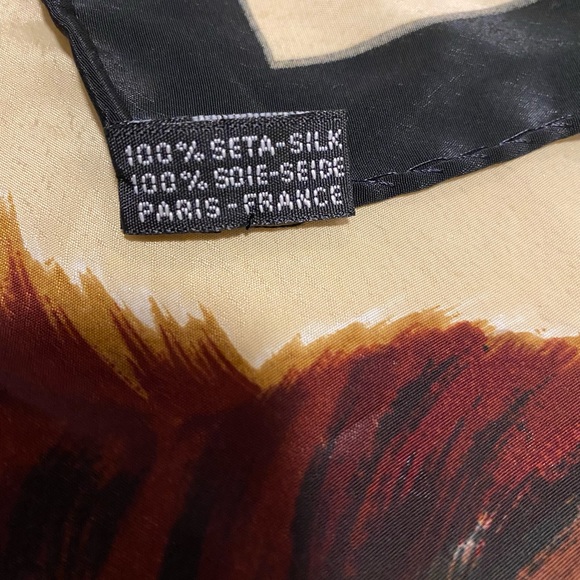 100% SETA-SILK
100% SOIE-SEIDE
PARIS-FRANCE